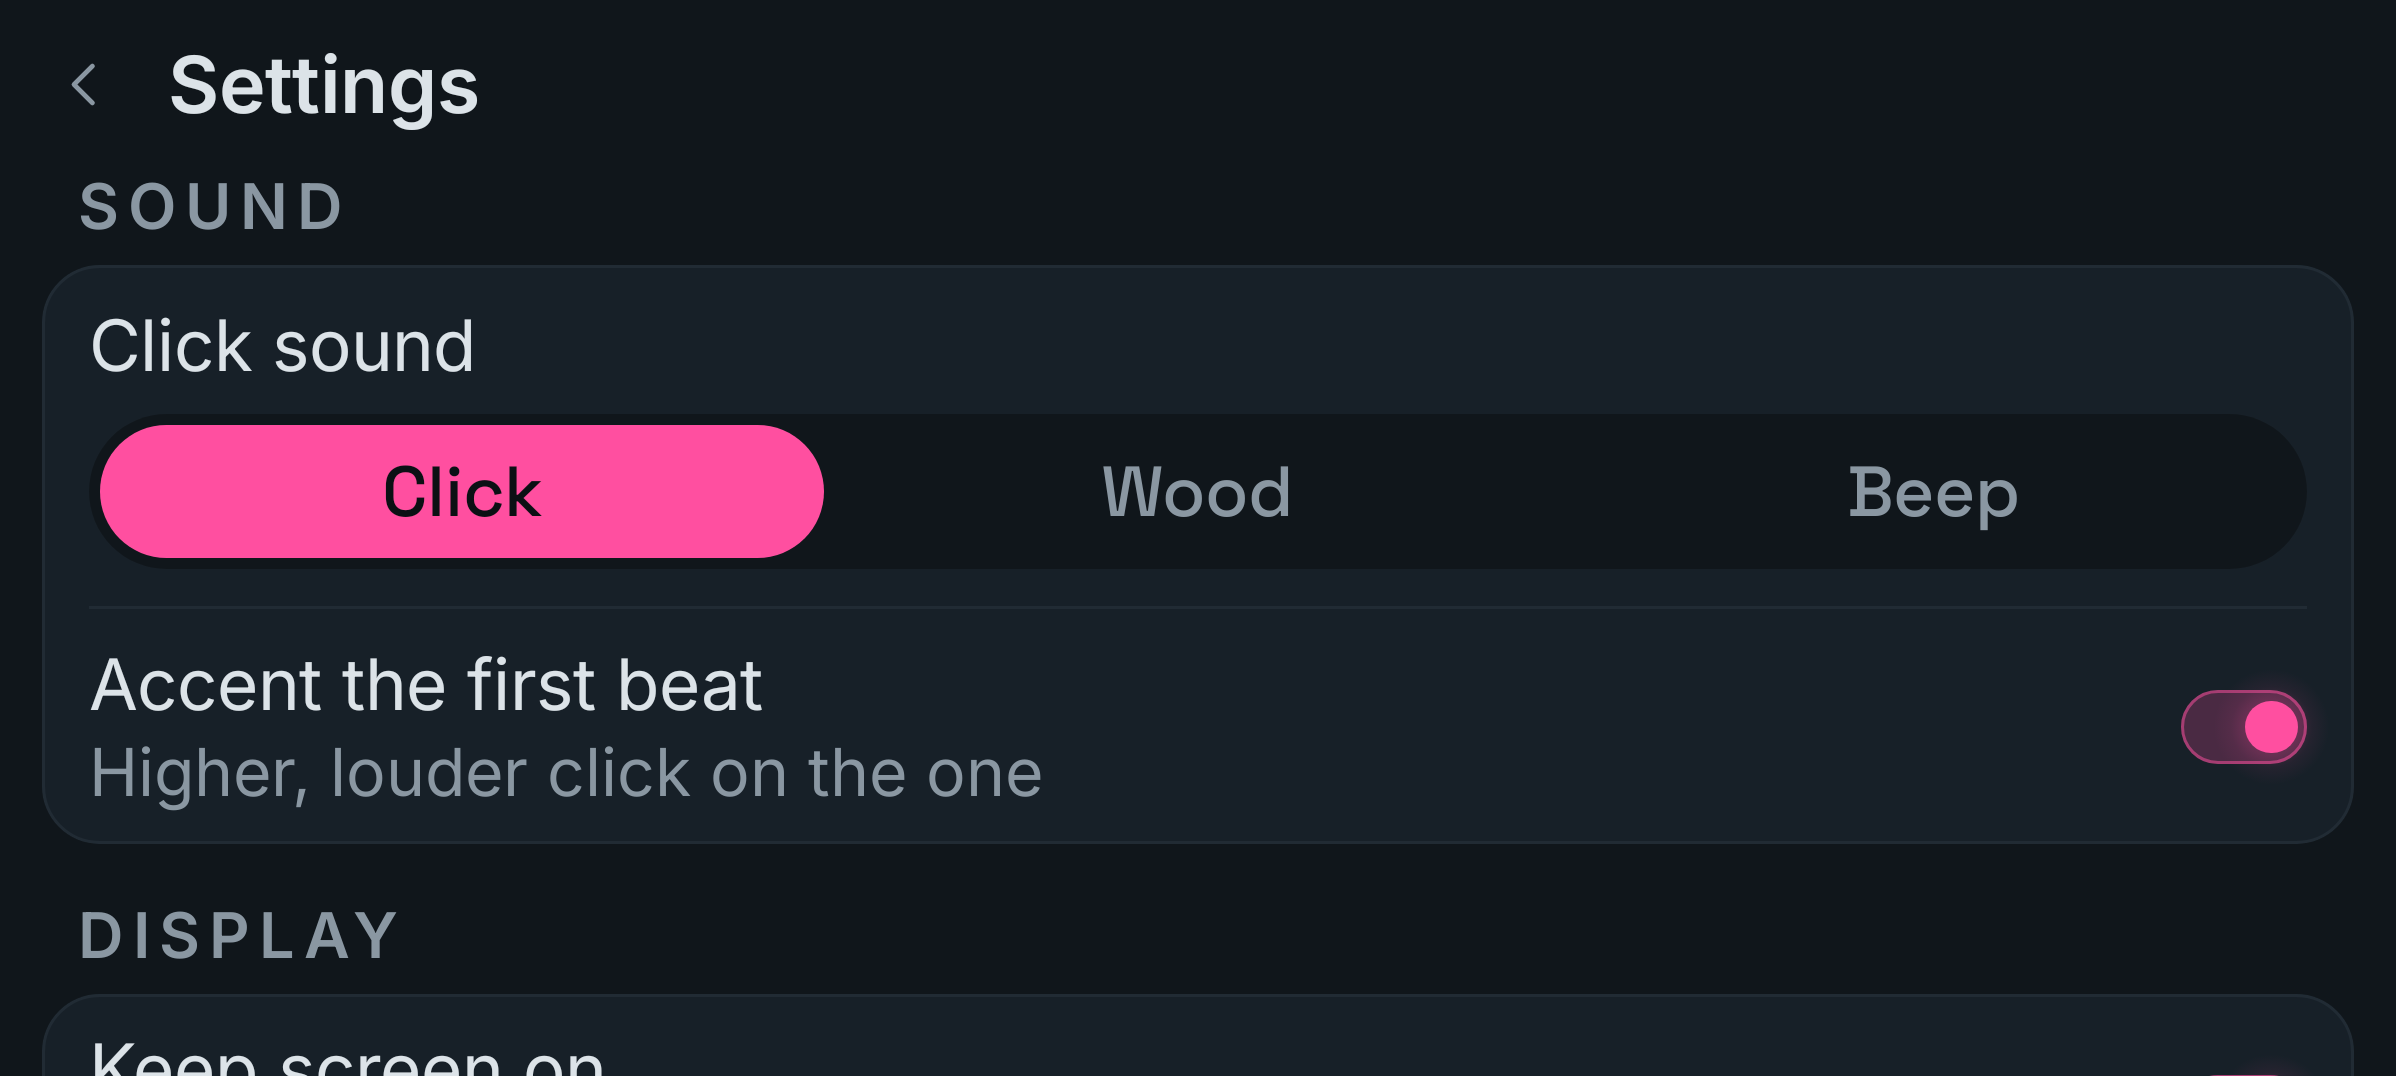 Settings
SOUND
Click sound
Click Wood Beep
Accent the first beat
Higher, louder click on the one
DISPLAY
Keep screen on